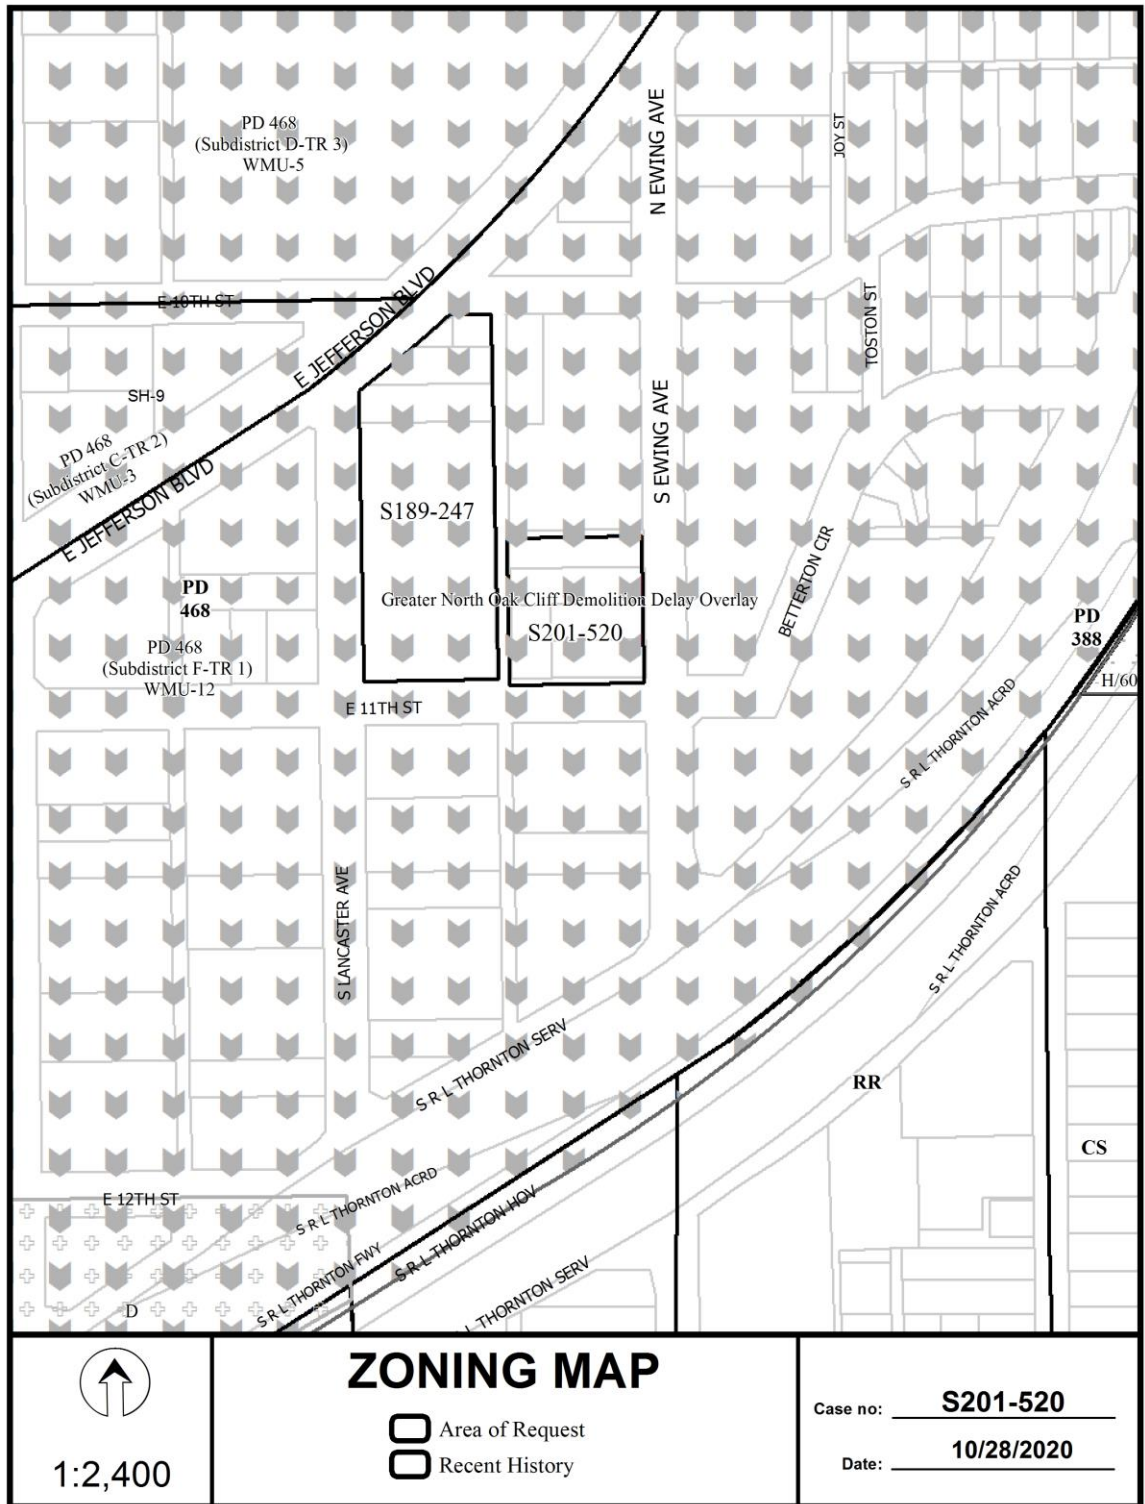 PD 468
(Subdistrict D-TR 3)
WMU-5
N EWING AVE
JOY ST
E 10TH ST
E JEFFERSON BLVD
TOSTON ST
SH-9
PD 468
(Subdistrict C-TR 2)
WMU-3
E JEFFERSON BLVD
S EWING AVE
S189-247
BETTERTON CIR
PD
468
Greater North Oak Cliff Demolition Delay Overlay
S201-520
PD
388
PD 468
(Subdistrict F-TR 1)
WMU-12
H/60
E 11TH ST
S R L THORNTON ACRD
S LANCASTER AVE
S R L THORNTON ACRD
S R L THORNTON SERV
RR
CS
E 12TH ST
S R L THORNTON ACRD
S R L THORNTON HOV
S R L THORNTON FWY
L THORNTON SERV
D
ZONING MAP
Area of Request
Recent History
1:2,400
Case no: S201-520
Date: 10/28/2020